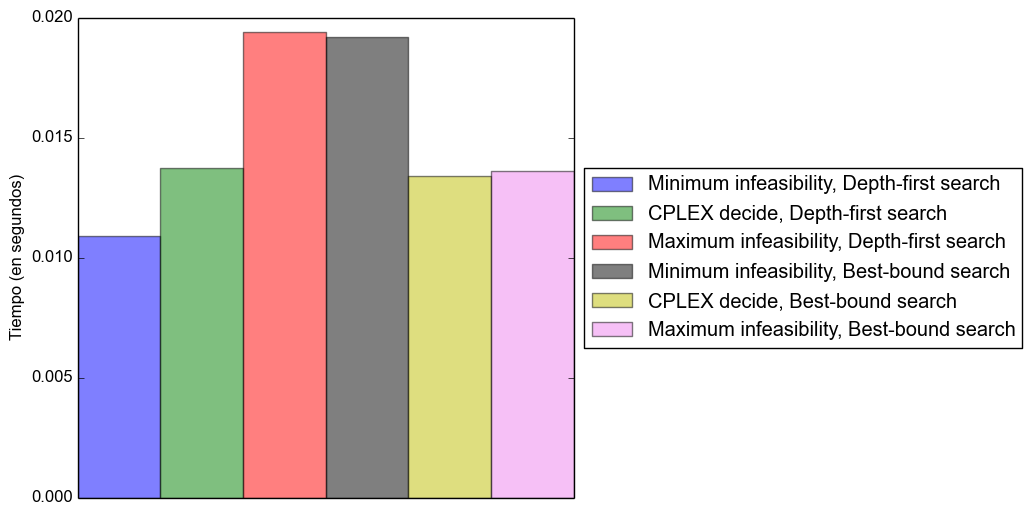 0.020
0.015
0.010
0.005
0.000
Tiempo (en segundos)
Minimum infeasibility, Depth-first search
CPLEX decide, Depth-first search
Maximum infeasibility, Depth-first search
Minimum infeasibility, Best-bound search
CPLEX decide, Best-bound search
Maximum infeasibility, Best-bound search